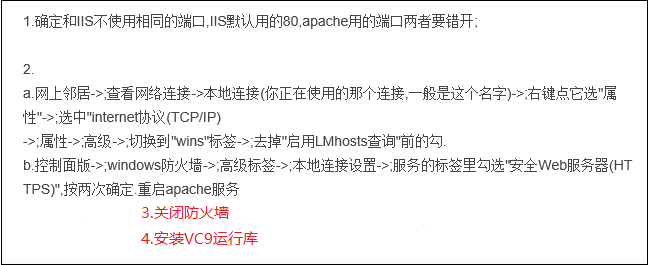 1.确定和IIS不使用相同的端口,IIS默认用的80,apache用的端口两者要错开;
2.
a.网上邻居->;查看网络连接->本地连接(你正在使用的那个连接,一般是这个名字)->;右键点它选"属
性"->;选中"internet协议(TCP/IP)
->;属性->;高级->;切换到"wins"标签->;去掉"启用LMhosts查询"前的勾.
b.控制面版->;windows防火墙->;高级标签->;本地连接设置->;服务的标签里勾选"安全Web服务器(HT
TPS)",按两次确定.重启apache服务
3.关闭防火墙
4.安装VC9运行库